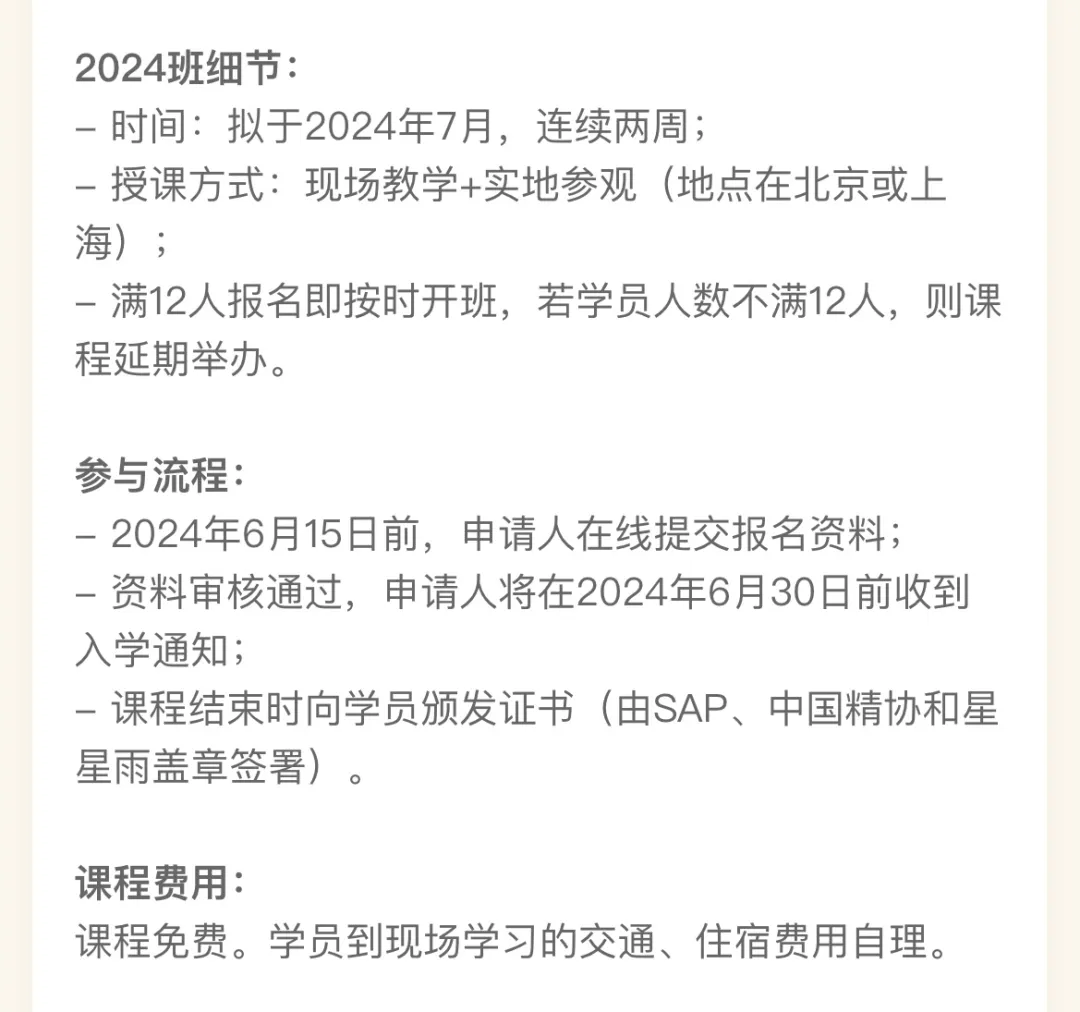 2024班细节：
– 时间：拟于2024年7月，连续两周；
– 授课方式：现场教学+实地参观（地点在北京或上
海）；
– 满12人报名即按时开班，若学员人数不满12人，则课
程延期举办。
参与流程：
– 2024年6月15日前，申请人在线提交报名资料；
– 资料审核通过，申请人将在2024年6月30日前收到
入学通知；
– 课程结束时向学员颁发证书（由SAP、中国精协和星
星雨盖章签署）。
课程费用：
课程免费。学员到现场学习的交通、住宿费用自理。